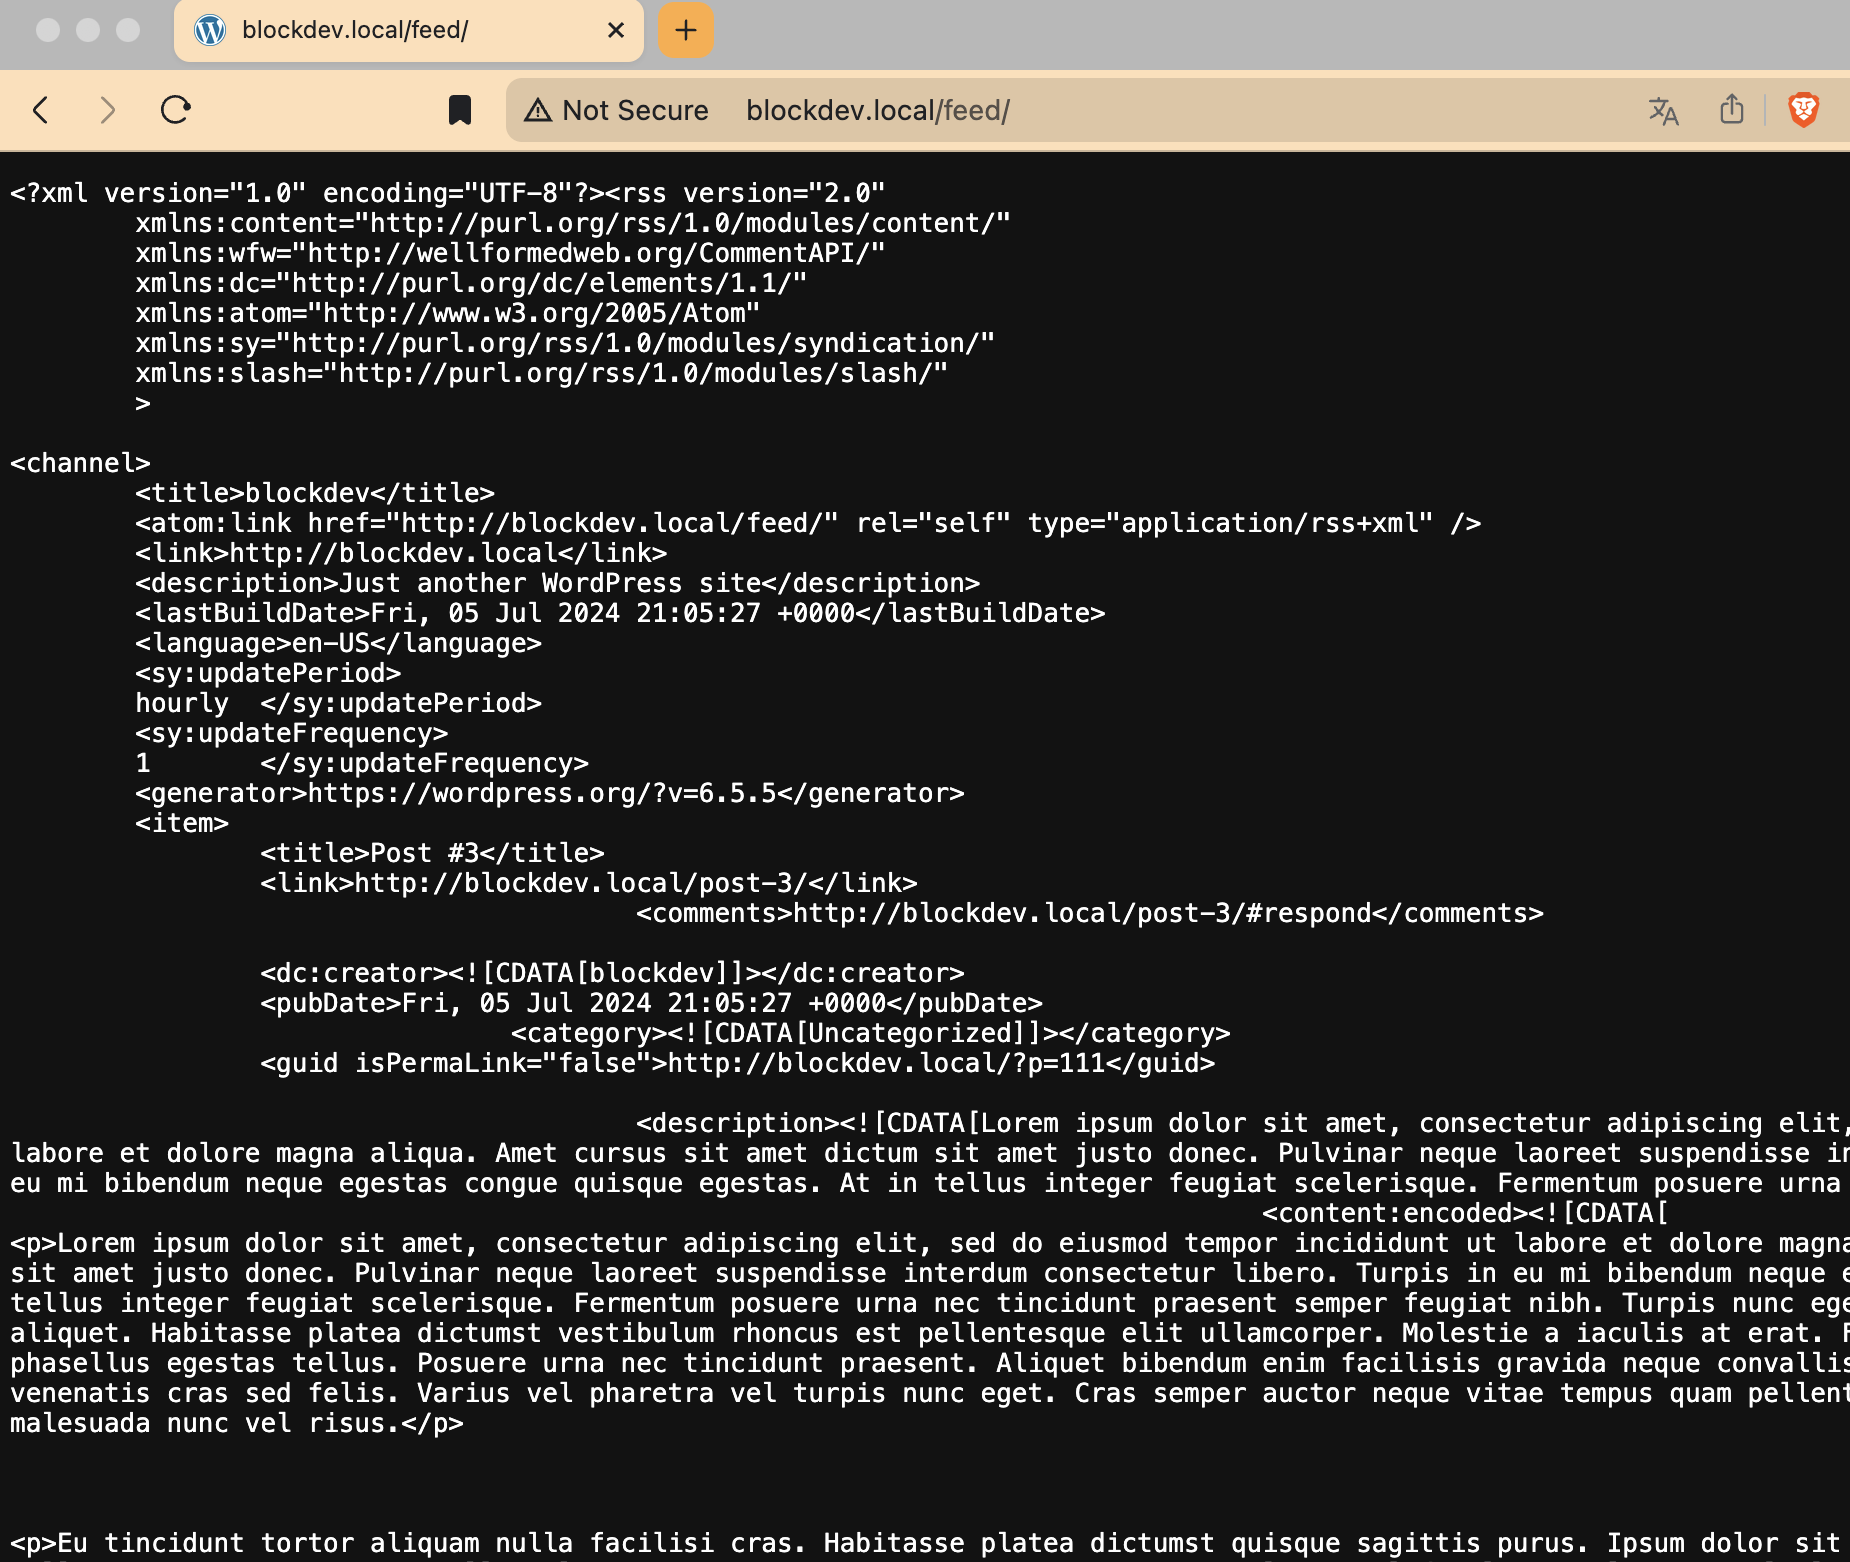 blockdev.local/feed/
Not Secure blockdev.local/feed/
<?xml version="1.0" encoding="UTF-8"?><rss version="2.0"
xmlns:content="http://purl.org/rss/1.0/modules/content/"
xmlns:wfw="http://wellformedweb.org/CommentAPI/"
xmlns:dc="http://purl.org/dc/elements/1.1/"
xmlns:atom="http://www.w3.org/2005/Atom"
xmlns:sy="http://purl.org/rss/1.0/modules/syndication/"
xmlns:slash="http://purl.org/rss/1.0/modules/slash/"
>
<channel>
<title>blockdev</title>
<atom:link href="http://blockdev.local/feed/" rel="self" type="application/rss+xml" />
<link>http://blockdev.local</link>
<description>Just another WordPress site</description>
<lastBuildDate>Fri, 05 Jul 2024 21:05:27 +0000</lastBuildDate>
<language>en-US</language>
<sy:updatePeriod>
hourly </sy:updatePeriod>
<sy:updateFrequency>
1 </sy:updateFrequency>
<generator>https://wordpress.org/?v=6.5.5</generator>
<item>
<title>Post #3</title>
<link>http://blockdev.local/post-3/</link>
<comments>http://blockdev.local/post-3/#respond</comments>
<dc:creator><![CDATA[blockdev]]></dc:creator>
<pubDate>Fri, 05 Jul 2024 21:05:27 +0000</pubDate>
<category><![CDATA[Uncategorized]]></category>
<guid isPermaLink="false">http://blockdev.local/?p=111</guid>
<description><![CDATA[Lorem ipsum dolor sit amet, consectetur adipiscing elit,
labore et dolore magna aliqua. Amet cursus sit amet dictum sit amet justo donec. Pulvinar neque laoreet suspendisse
eu mi bibendum neque egestas congue quisque egestas. At in tellus integer feugiat scelerisque. Fermentum posuere urna
<content:encoded><![CDATA[
<p>Lorem ipsum dolor sit amet, consectetur adipiscing elit, sed do eiusmod tempor incididunt ut labore et dolore magna
sit amet justo donec. Pulvinar neque laoreet suspendisse interdum consectetur libero. Turpis in eu mi bibendum neque
tellus integer feugiat scelerisque. Fermentum posuere urna nec tincidunt praesent semper feugiat nibh. Turpis nunc
aliquet. Habitasse platea dictumst vestibulum rhoncus est pellentesque elit ullamcorper. Molestie a iaculis at erat.
phasellus egestas tellus. Posuere urna nec tincidunt praesent. Aliquet bibendum enim facilisis gravida neque convallis
venenatis cras sed felis. Varius vel pharetra vel turpis nunc eget. Cras semper auctor neque vitae tempus quam
malesuada nunc vel risus.</p>
<p>Eu tincidunt tortor aliquam nulla facilisi cras. Habitasse platea dictumst quisque sagittis purus. Ipsum dolor sit